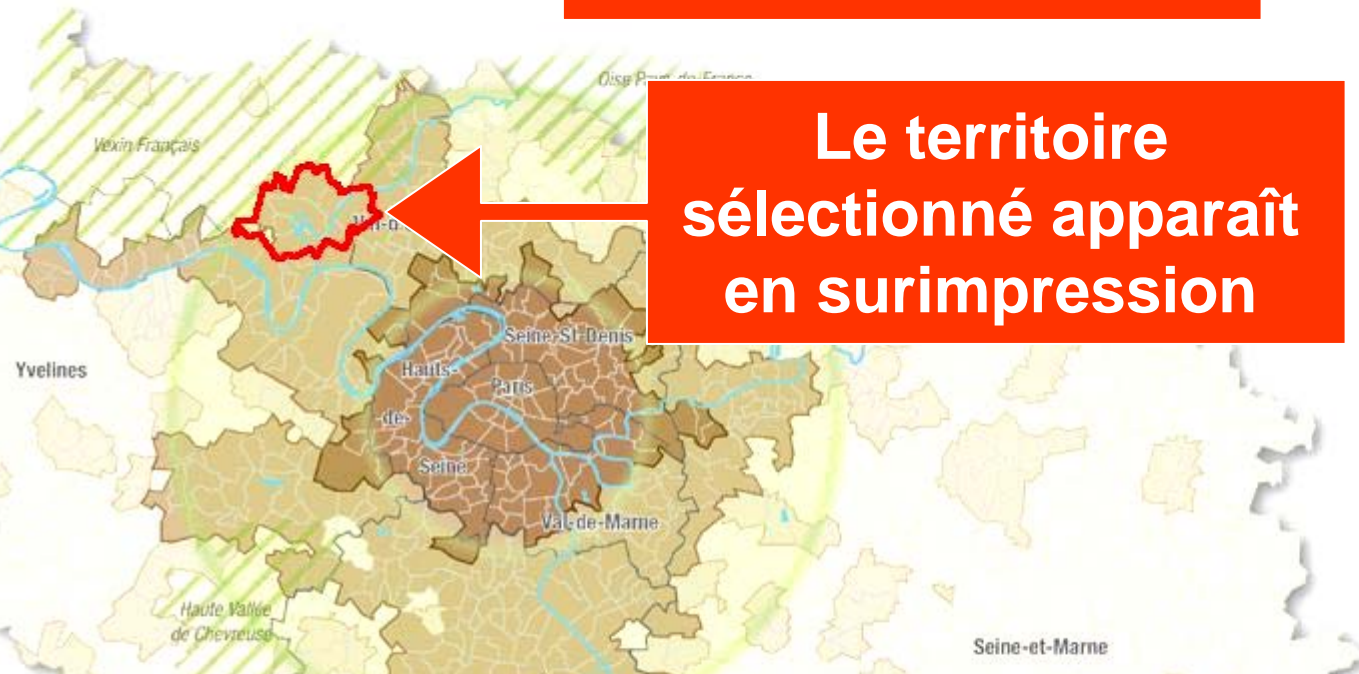 Oise Pays-de-France
Vexin Français
Le territoire
sélectionné apparaît
en surimpression
Seine-St-Denis
Yvelines
Hauts-
Paris
-de-
Seine
Val-de-Marne
Haute Vallée
de Chevreuse
Seine-et-Marne